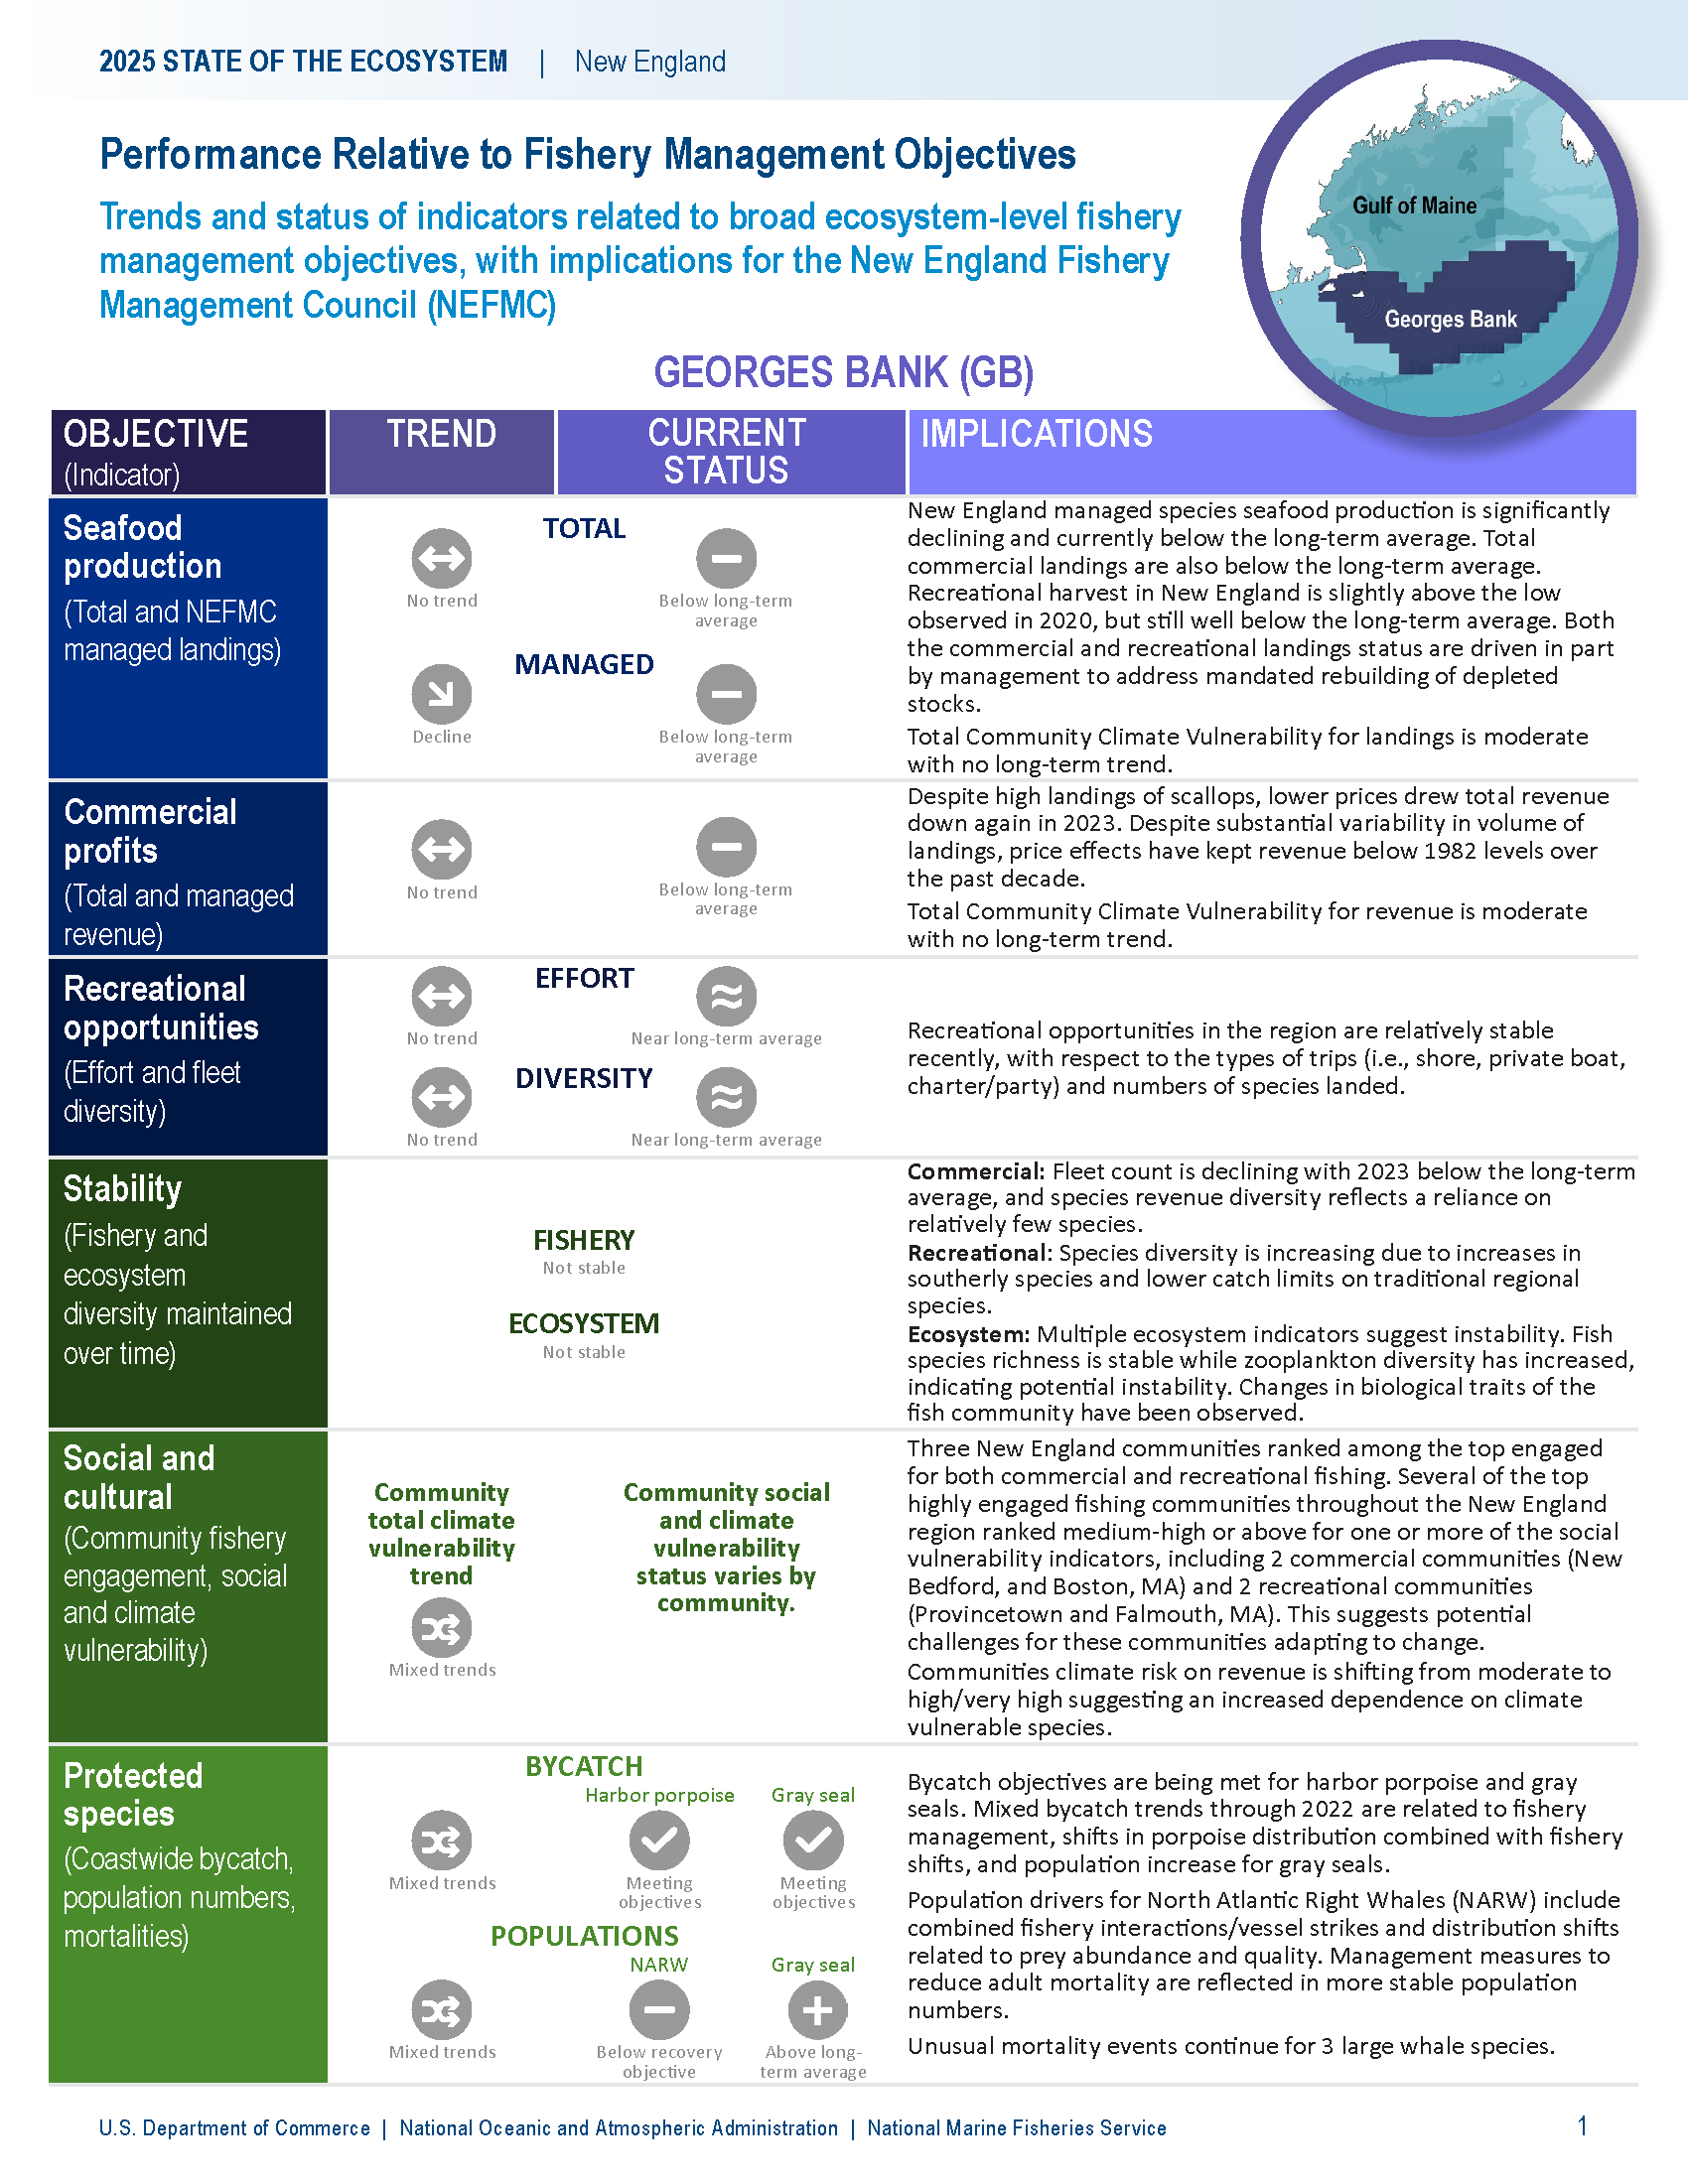 2025 STATE OF THE ECOSYSTEM | New England
Performance Relative to Fishery Management Objectives
Trends and status of indicators related to broad ecosystem-level fishery
management objectives, with implications for the New England Fishery
Management Council (NEFMC)
Gulf of Maine
Georges Bank
GEORGES BANK (GB)
OBJECTIVE
(Indicator)
TREND
CURRENT
STATUS
IMPLICATIONS
Seafood
production
(Total and NEFMC
managed landings)
TOTAL
No trend
Below long-term
average
MANAGED
Decline
Below long-term
average
New England managed species seafood production is significantly
declining and currently below the long-term average. Total
commercial landings are also below the long-term average.
Recreational harvest in New England is slightly above the low
observed in 2020, but still well below the long-term average. Both
the commercial and recreational landings status are driven in part
by management to address mandated rebuilding of depleted
stocks.
Total Community Climate Vulnerability for landings is moderate
with no long-term trend.
Commercial
profits
(Total and managed
revenue)
No trend
Below long-term
average
Despite high landings of scallops, lower prices drew total revenue
down again in 2023. Despite substantial variability in volume of
landings, price effects have kept revenue below 1982 levels over
the past decade.
Total Community Climate Vulnerability for revenue is moderate
with no long-term trend.
Recreational
opportunities
(Effort and fleet
diversity)
EFFORT
No trend
Near long-term average
DIVERSITY
No trend
Near long-term average
Recreational opportunities in the region are relatively stable
recently, with respect to the types of trips (i.e., shore, private boat,
charter/party) and numbers of species landed.
Stability
(Fishery and
ecosystem
diversity maintained
over time)
FISHERY
Not stable
ECOSYSTEM
Not stable
Commercial: Fleet count is declining with 2023 below the long-term
average, and species revenue diversity reflects a reliance on
relatively few species.
Recreational: Species diversity is increasing due to increases in
southerly species and lower catch limits on traditional regional
species.
Ecosystem: Multiple ecosystem indicators suggest instability. Fish
species richness is stable while zooplankton diversity has increased,
indicating potential instability. Changes in biological traits of the
fish community have been observed.
Social and
cultural
(Community fishery
engagement, social
and climate
vulnerability)
Community
total climate
vulnerability
trend
Mixed trends
Community social
and climate
vulnerability
status varies by
community.
Three New England communities ranked among the top engaged
for both commercial and recreational fishing. Several of the top
highly engaged fishing communities throughout the New England
region ranked medium-high or above for one or more of the social
vulnerability indicators, including 2 commercial communities (New
Bedford, and Boston, MA) and 2 recreational communities
(Provincetown and Falmouth, MA). This suggests potential
challenges for these communities adapting to change.
Communities climate risk on revenue is shifting from moderate to
high/very high suggesting an increased dependence on climate
vulnerable species.
Protected
species
(Coastwide bycatch,
population numbers,
mortalities)
BYCATCH
Harbor porpoise
Gray seal
Mixed trends
Meeting
objectives
Meeting
objectives
POPULATIONS
NARW
Gray seal
Mixed trends
Below recovery
objective
Above long-
term average
Bycatch objectives are being met for harbor porpoise and gray
seals. Mixed bycatch trends through 2022 are related to fishery
management, shifts in porpoise distribution combined with fishery
shifts, and population increase for gray seals.
Population drivers for North Atlantic Right Whales (NARW) include
combined fishery interactions/vessel strikes and distribution shifts
related to prey abundance and quality. Management measures to
reduce adult mortality are reflected in more stable population
numbers.
Unusual mortality events continue for 3 large whale species.
U.S. Department of Commerce | National Oceanic and Atmospheric Administration | National Marine Fisheries Service
1